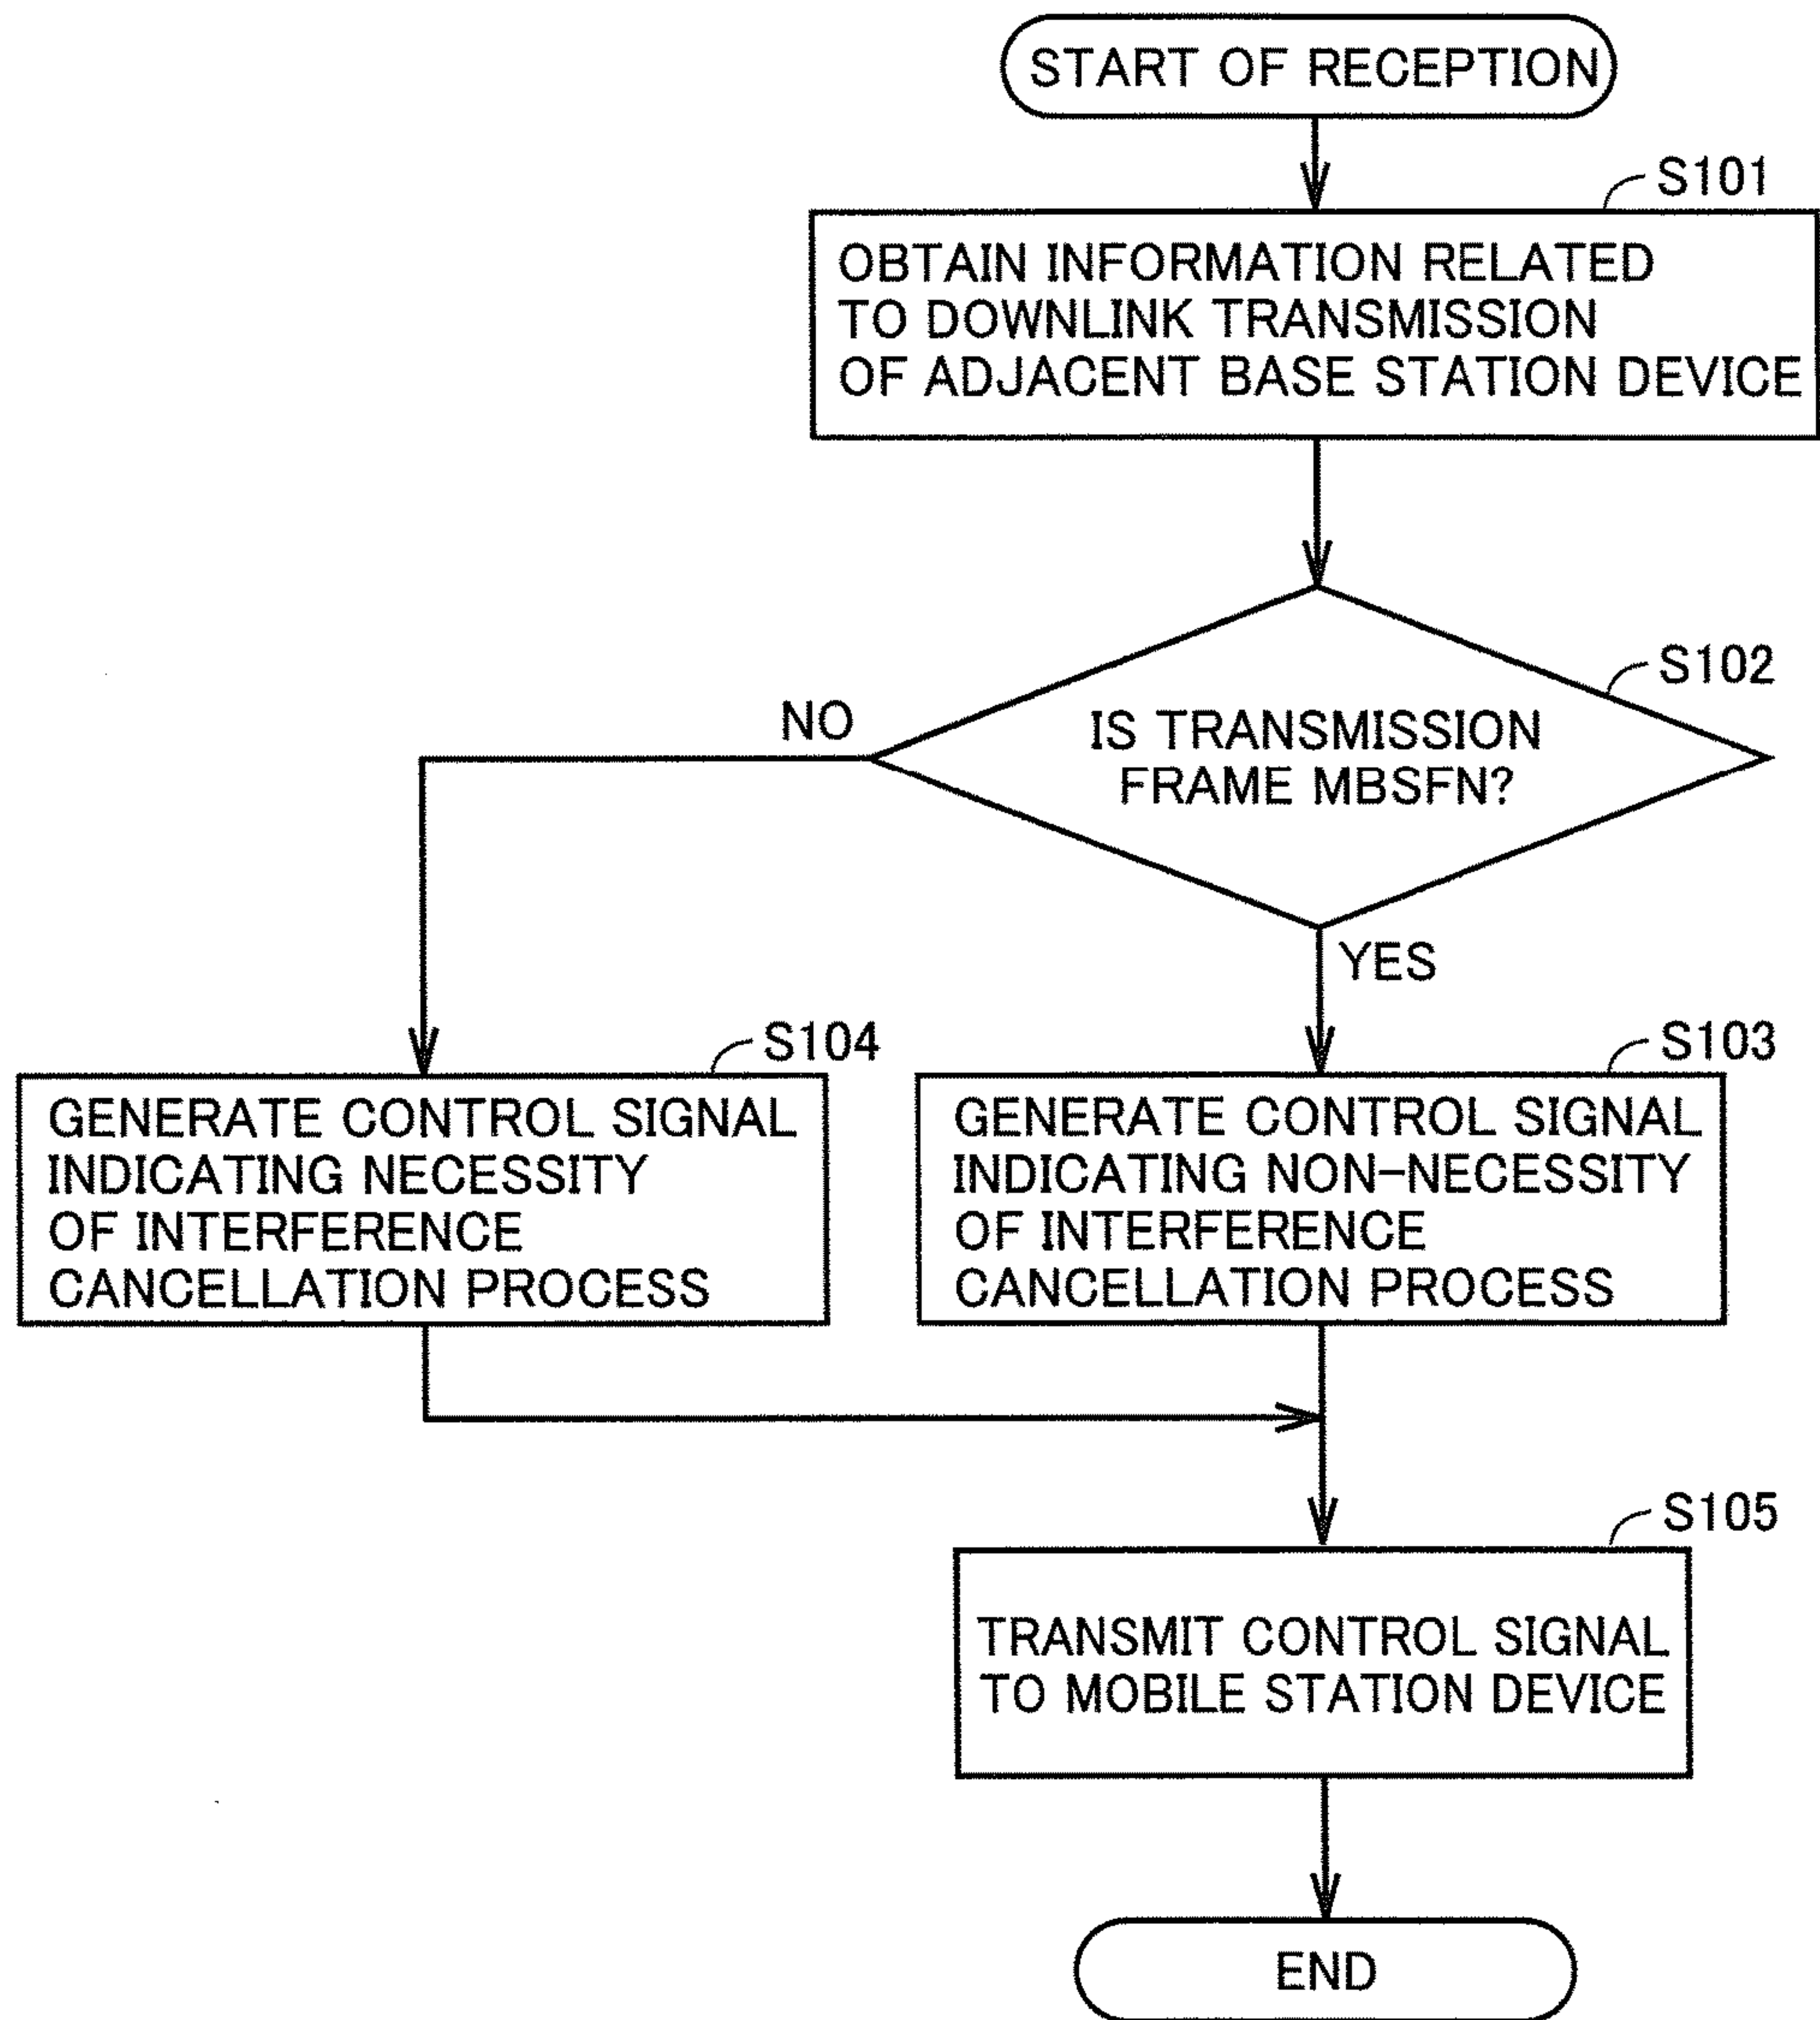 START OF RECEPTION
S101
OBTAIN INFORMATION RELATED
TO DOWNLINK TRANSMISSION
OF ADJACENT BASE STATION DEVICE
S102
IS TRANSMISSION
FRAME MBSFN?
NO
YES
S104
GENERATE CONTROL SIGNAL
INDICATING NECESSITY
OF INTERFERENCE
CANCELLATION PROCESS
S103
GENERATE CONTROL SIGNAL
INDICATING NON-NECESSITY
OF INTERFERENCE
CANCELLATION PROCESS
S105
TRANSMIT CONTROL SIGNAL
TO MOBILE STATION DEVICE
END